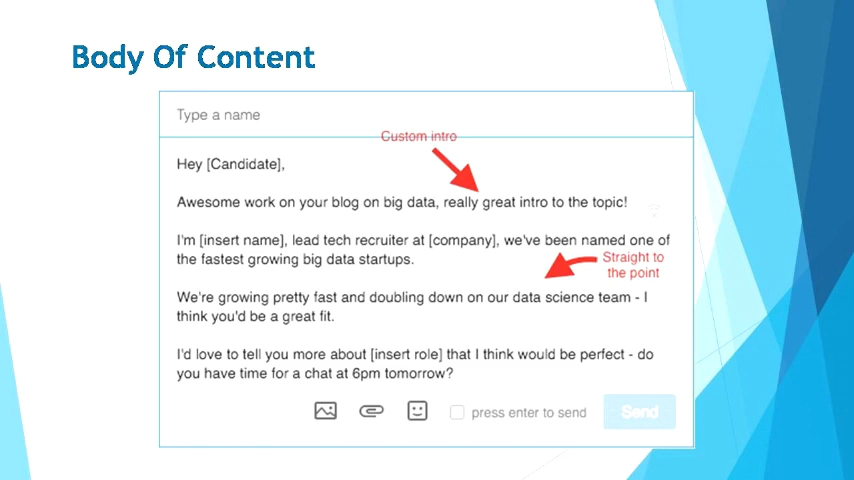 Body Of Content
Type a name
Custom intro
Hey [Candidate],
Awesome work on your blog on big data, really great intro to the topic!
I'm [insert name], lead tech recruiter at [company], we've been named one of
the fastest growing big data startups.
Straight to
the point
We're growing pretty fast and doubling down on our data science team - I
think you'd be a great fit.
I'd love to tell you more about [insert role] that I think would be perfect - do
you have time for a chat at 6pm tomorrow?
press enter to send
Send